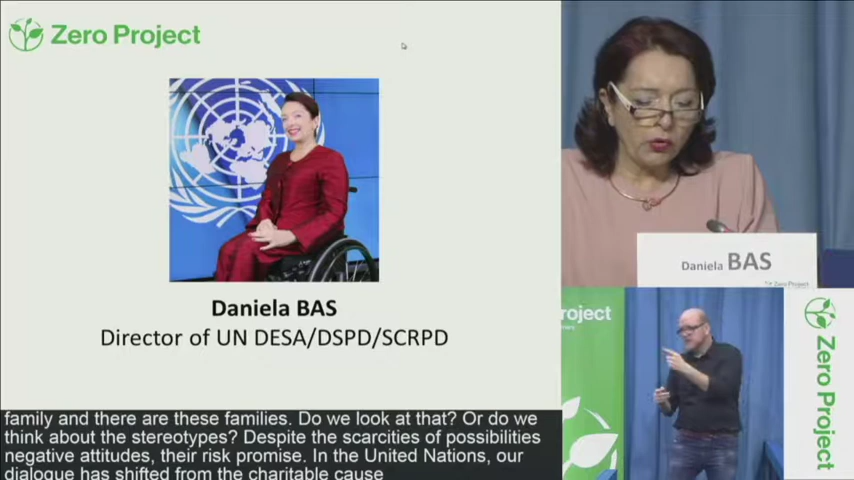 Zero Project
Daniela BAS
Director of UN DESA/DSPD/SCRPD
family and there are these families. Do we look at that? Or do we
think about the stereotypes? Despite the scarcities of possibilities
negative attitudes, their risk promise. In the United Nations, our
dialogue has shifted from the charitable cause
Daniela BAS
Zero Project
roject
Zero Project